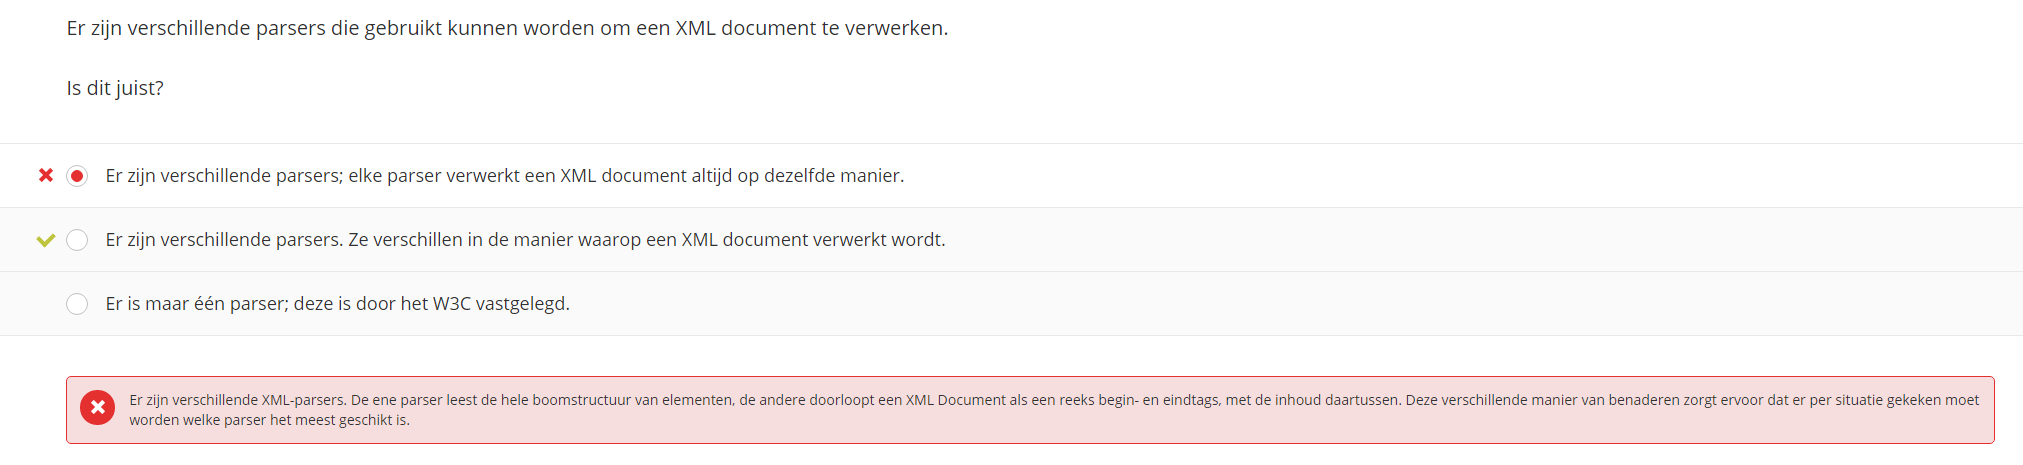 Er zijn verschillende parsers die gebruikt kunnen worden om een XML document te verwerken.
Is dit juist?
Er zijn verschillende parsers; elke parser verwerkt een XML document altijd op dezelfde manier.
Er zijn verschillende parsers. Ze verschillen in de manier waarop een XML document verwerkt wordt.
Er is maar één parser; deze is door het W3C vastgelegd.
Er zijn verschillende XML-parsers. De ene parser leest de hele boomstructuur van elementen, de andere doorloopt een XML Document als een reeks begin- en eindtags, met de inhoud daartussen. Deze verschillende manier van benaderen zorgt ervoor dat er per situatie gekeken moet
worden welke parser het meest geschikt is.